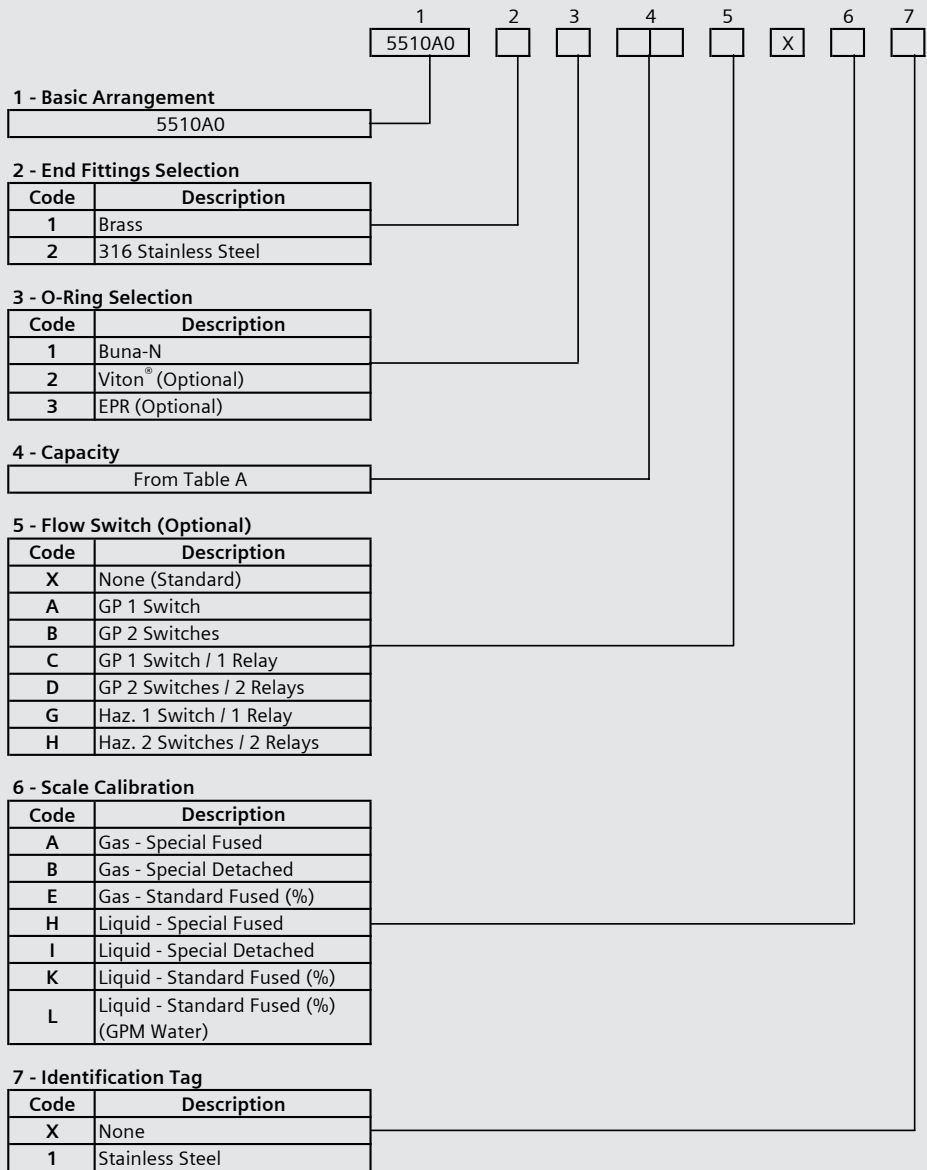 1 2 3 4 5 6 7
5510A0 X
1 - Basic Arrangement
5510A0
2 - End Fittings Selection
Code Description
1 Brass
2 316 Stainless Steel
3 - O-Ring Selection
Code Description
1 Buna-N
2 Viton® (Optional)
3 EPR (Optional)
4 - Capacity
From Table A
5 - Flow Switch (Optional)
Code Description
X None (Standard)
A GP 1 Switch
B GP 2 Switches
C GP 1 Switch / 1 Relay
D GP 2 Switches / 2 Relays
G Haz. 1 Switch / 1 Relay
H Haz. 2 Switches / 2 Relays
6 - Scale Calibration
Code Description
A Gas - Special Fused
B Gas - Special Detached
E Gas - Standard Fused (%)
H Liquid - Special Fused
I Liquid - Special Detached
K Liquid - Standard Fused (%)
L Liquid - Standard Fused (%)
(GPM Water)
7 - Identification Tag
Code Description
X None
1 Stainless Steel